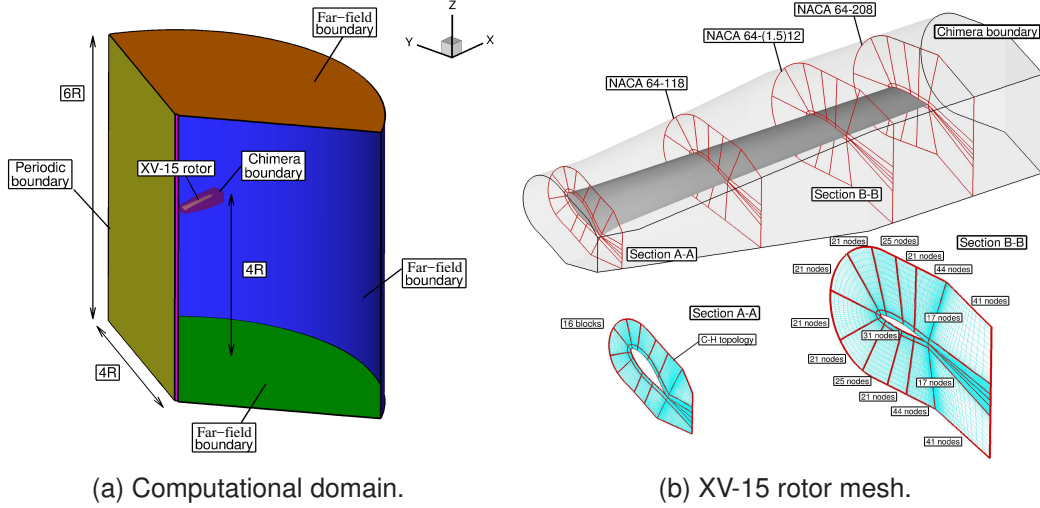 Far-field
boundary
Z
Y
X
6R
XV-15 rotor
Chimera
boundary
Periodic
boundary
4R
Far-field
boundary
4R
Far-field
boundary
(a) Computational domain.
NACA 64-208
Chimera boundary
NACA 64-(1.5)12
NACA 64-118
Section B-B
Section A-A
21 nodes
25 nodes
Section B-B
21 nodes
21 nodes
44 nodes
21 nodes
41 nodes
Section A-A
17 nodes
16 blocks
21 nodes
31 nodes
C-H topology
21 nodes
17 nodes
25 nodes
21 nodes
44 nodes
41 nodes
(b) XV-15 rotor mesh.